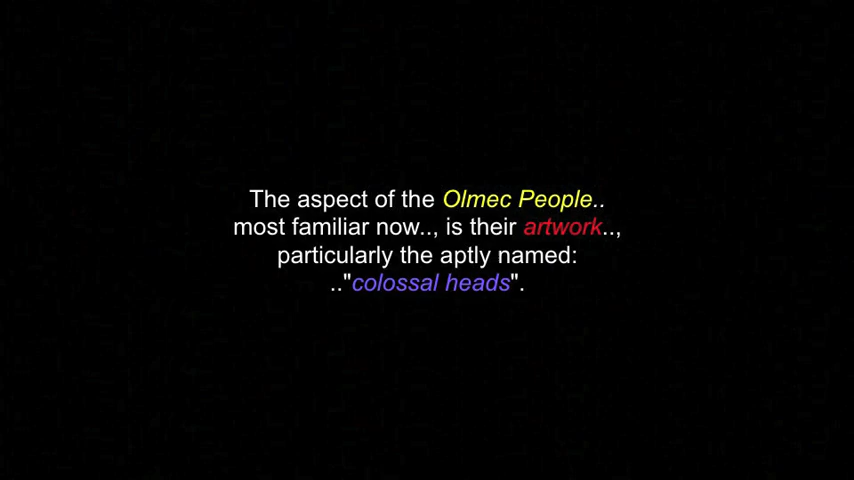 The aspect of the Olmec People..
most familiar now.., is their artwork..,
particularly the aptly named:
.."colossal heads".